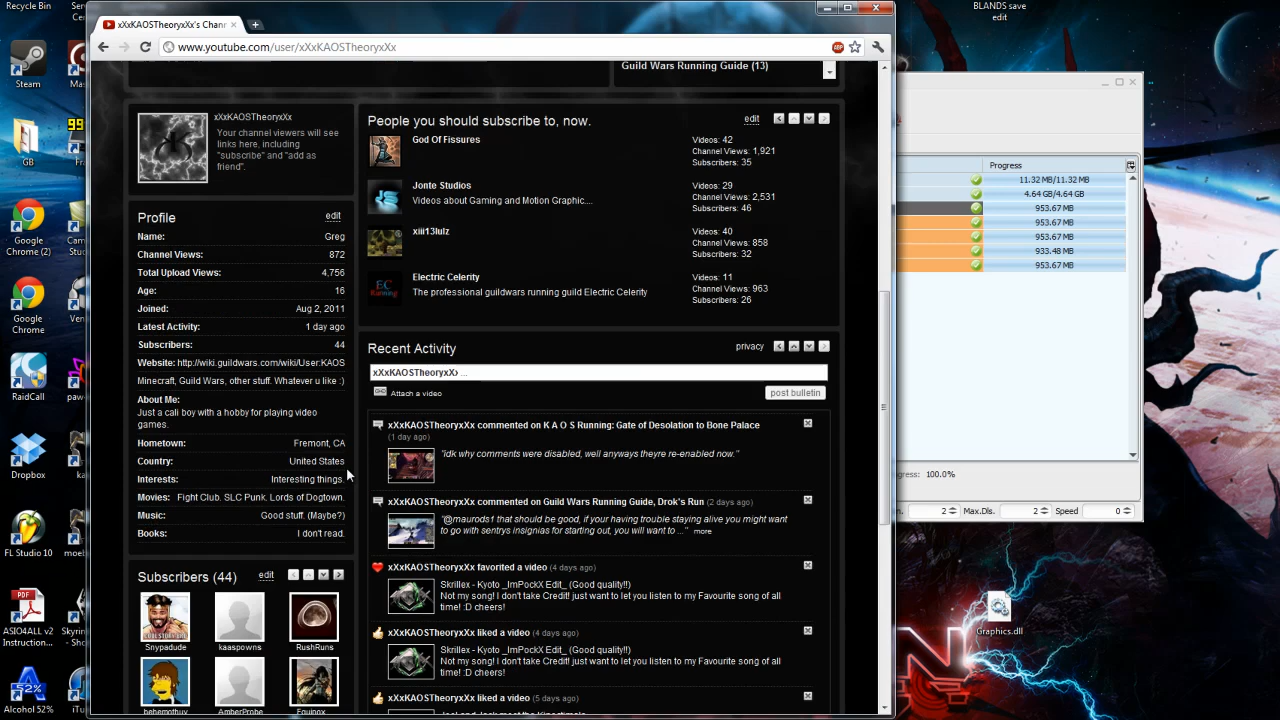 Recycle Bin
BLANDS save
edit
xXxKAOSTheoryxXx's Chann
www.youtube.com/user/xXxKAOSTheoryxXx
ABP
Steam
Guild Wars Running Guide (13)
xXxKAOSTheoryxXx
Your channel viewers will see
links here, including
"subscribe" and "add as
friend".
Profile
edit
Name: Greg
Channel Views: 872
Total Upload Views: 4,756
Age: 16
Joined: Aug 2, 2011
Latest Activity: 1 day ago
Subscribers: 44
Website: http://wiki.guildwars.com/wiki/User:KAOS
Minecraft, Guild Wars, other stuff. Whatever u like :)
About Me:
Just a cali boy with a hobby for playing video
games.
Hometown: Fremont, CA
Country: United States
Interests: Interesting things.
Movies: Fight Club. SLC Punk. Lords of Dogtown.
Music: Good stuff. (Maybe?)
Books: I don't read.
Subscribers (44)
edit
Snypadude
kaaspowns
RushRuns
behemothuy
AmberProbe
Equinox
People you should subscribe to, now.
edit
God Of Fissures
Videos: 42
Channel Views: 1,921
Subscribers: 35
Jonte Studios
Videos about Gaming and Motion Graphic....
Videos: 29
Channel Views: 2,531
Subscribers: 46
xiii13lulz
Videos: 40
Channel Views: 858
Subscribers: 32
EC
Running
Electric Celerity
The professional guildwars running guild Electric Celerity
Videos: 11
Channel Views: 963
Subscribers: 26
Recent Activity
privacy
xXxKAOSTheoryxX› ...
Attach a video
post bulletin
xXxKAOSTheoryxXx commented on K A O S Running: Gate of Desolation to Bone Palace
(1 day ago)
"idk why comments were disabled, well anyways theyre re-enabled now."
xXxKAOSTheoryxXx commented on Guild Wars Running Guide, Drok's Run (2 days ago)
"@maurods1 that should be good, if your having trouble staying alive you might want
to go with sentrys insignias for starting out, you will want to ..." more
xXxKAOSTheoryxXx favorited a video (4 days ago)
Skrillex - Kyoto _ImPockX Edit_ (Good quality!!)
Not my song! I don't take Credit! just want to let you listen to my Favourite song of all
time! :D cheers!
xXxKAOSTheoryxXx liked a video (4 days ago)
Skrillex - Kyoto _ImPockX Edit_ (Good quality!!)
Not my song! I don't take Credit! just want to let you listen to my Favourite song of all
time! :D cheers!
xXxKAOSTheoryxXx liked a video (5 days ago)
Progress
11.32 MB/11.32 MB
4.64 GB/4.64 GB
953.67 MB
953.67 MB
953.67 MB
933.48 MB
953.67 MB
100.0%
2
Max.Dls.
2
Speed
0
Graphics.dll
GB
99
Google
Chrome (2)
Google
Chrome
RaidCall
Dropbox
FL Studio 10
PDF
ASIO4ALL v2
Instruction...
52%
Alcohol 52%